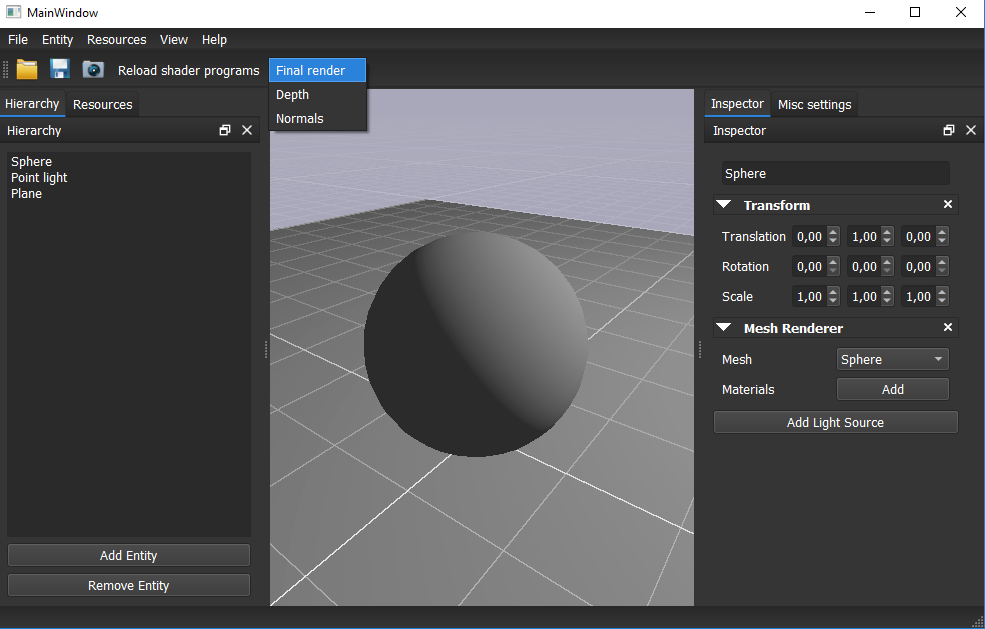 MainWindow
File Entity Resources View Help
Reload shader programs Final render
Depth
Normals
Hierarchy Resources
Hierarchy
Sphere
Point light
Plane
Add Entity
Remove Entity
Inspector Misc settings
Inspector
Sphere
Transform
Translation 0,00 1,00 0,00
Rotation 0,00 0,00 0,00
Scale 1,00 1,00 1,00
Mesh Renderer
Mesh Sphere
Materials Add
Add Light Source